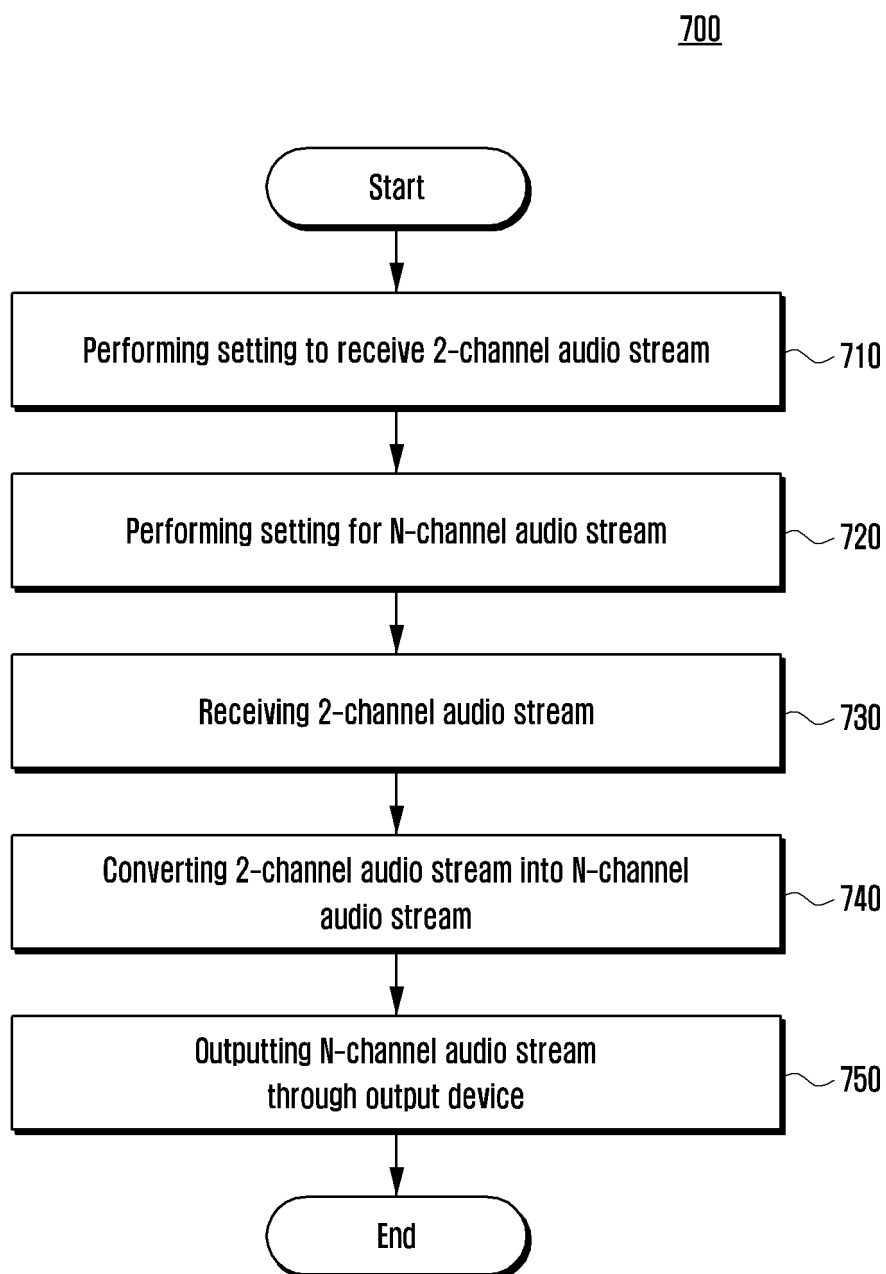 700
Start
Performing setting to receive 2-channel audio stream
710
Performing setting for N-channel audio stream
720
Receiving 2-channel audio stream
730
Converting 2-channel audio stream into N-channel
audio stream
740
Outputting N-channel audio stream
through output device
750
End